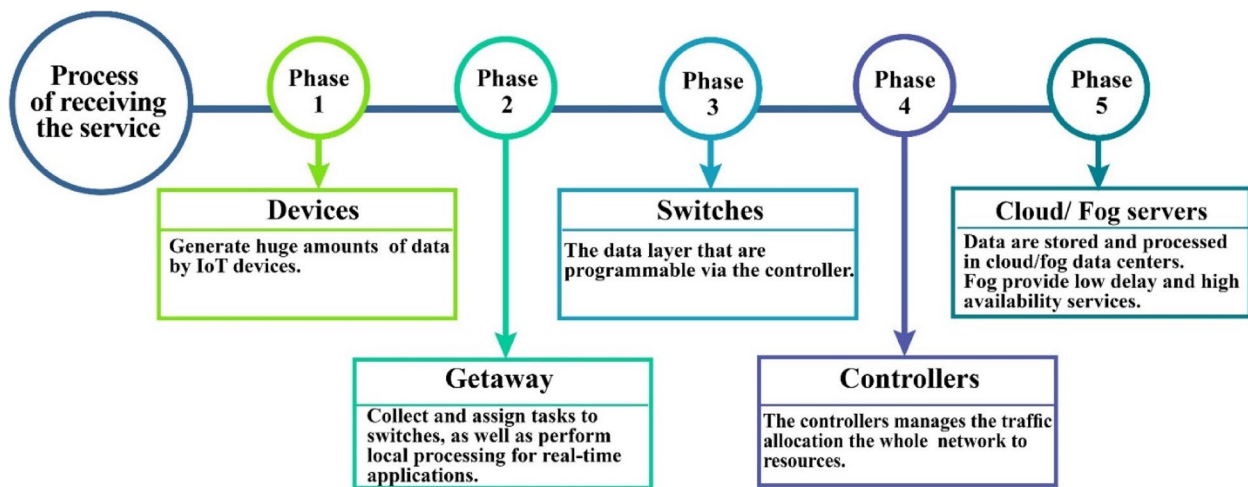 Process
of receiving
the service
Phase
1
Phase
2
Phase
3
Phase
4
Phase
5
Devices
Generate huge amounts of data
by IoT devices.
Switches
The data layer that are
programmable via the controller.
Cloud/ Fog servers
Data are stored and processed
in cloud/fog data centers.
Fog provide low delay and high
availability services.
Getaway
Collect and assign tasks to
switches, as well as perform
local processing for real-time
applications.
Controllers
The controllers manages the traffic
allocation the whole network to
resources.